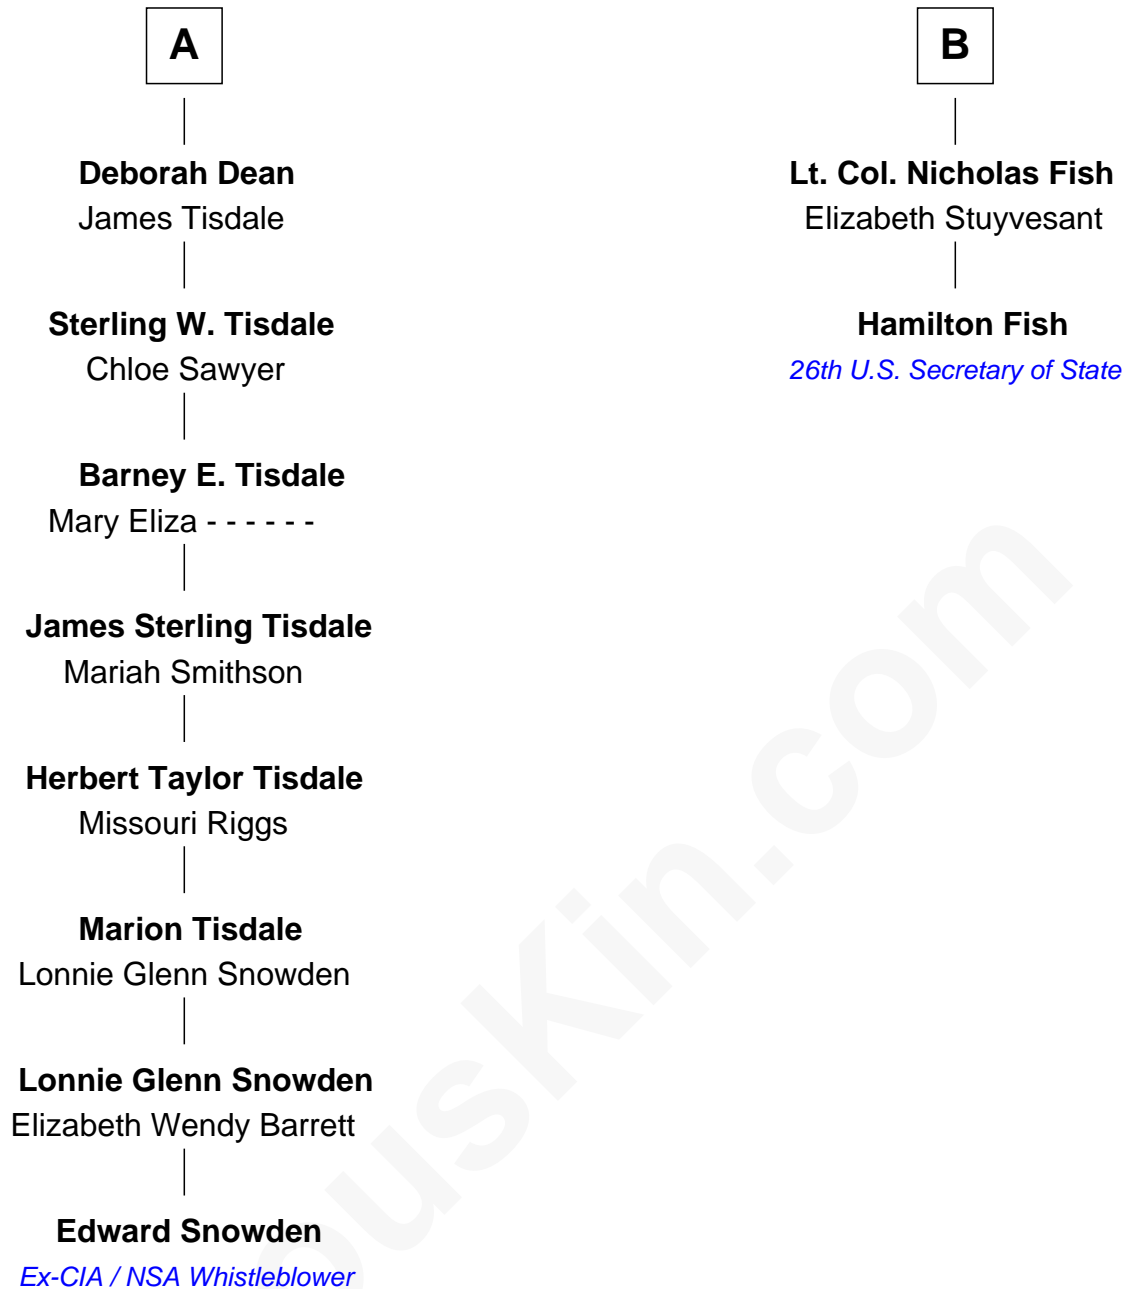 A
Deborah Dean
James Tisdale
Sterling W. Tisdale
Chloe Sawyer
Barney E. Tisdale
Mary Eliza - - - - - -
James Sterling Tisdale
Mariah Smithson
Herbert Taylor Tisdale
Missouri Riggs
Marion Tisdale
Lonnie Glenn Snowden
Lonnie Glenn Snowden
Elizabeth Wendy Barrett
Edward Snowden
Ex-CIA / NSA Whistleblower
B
Lt. Col. Nicholas Fish
Elizabeth Stuyvesant
Hamilton Fish
26th U.S. Secretary of State
ousKin.com